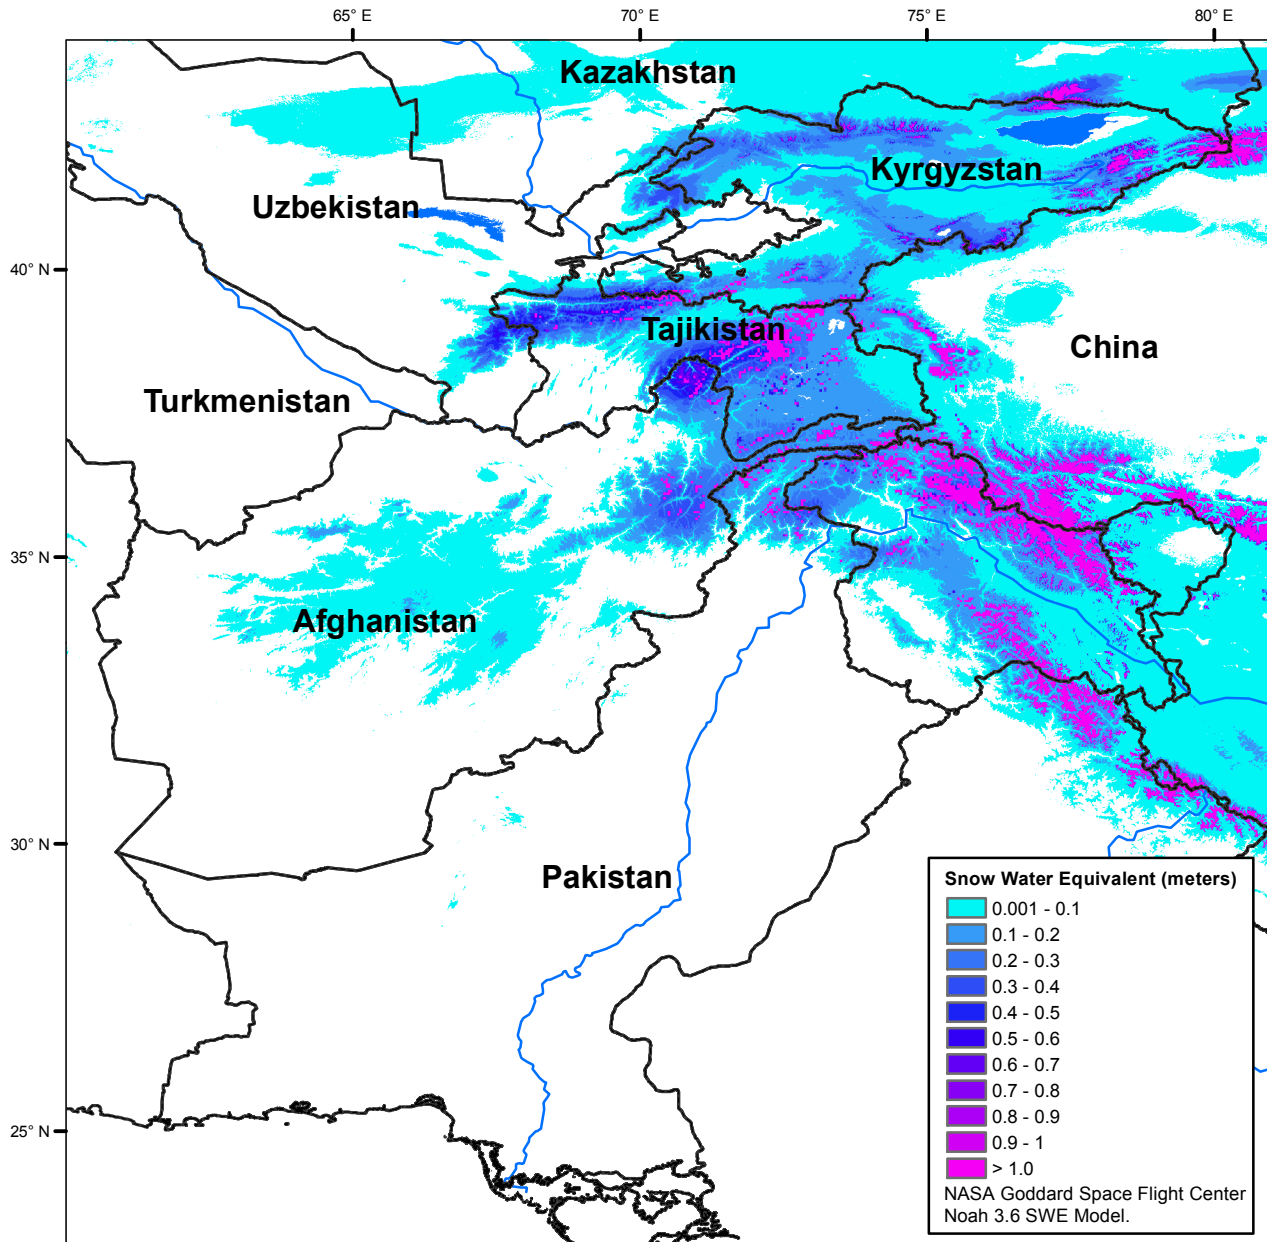 65° E
70° E
75° E
80° E
Kazakhstan
Kyrgyzstan
Uzbekistan
40° N
Tajikistan
China
Turkmenistan
35° N
Afghanistan
30° N
Pakistan
25° N
Snow Water Equivalent (meters)
0.001 - 0.1
0.1 - 0.2
0.2 - 0.3
0.3 - 0.4
0.4 - 0.5
0.5 - 0.6
0.6 - 0.7
0.7 - 0.8
0.8 - 0.9
0.9 - 1
> 1.0
NASA Goddard Space Flight Center
Noah 3.6 SWE Model.